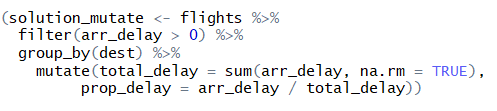 (solution_mutate <- flights %>%
  filter(arr_delay > 0) %>%
  group_by(dest) %>%
    mutate(total_delay = sum(arr_delay, na.rm = TRUE),
         prop_delay = arr_delay / total_delay))